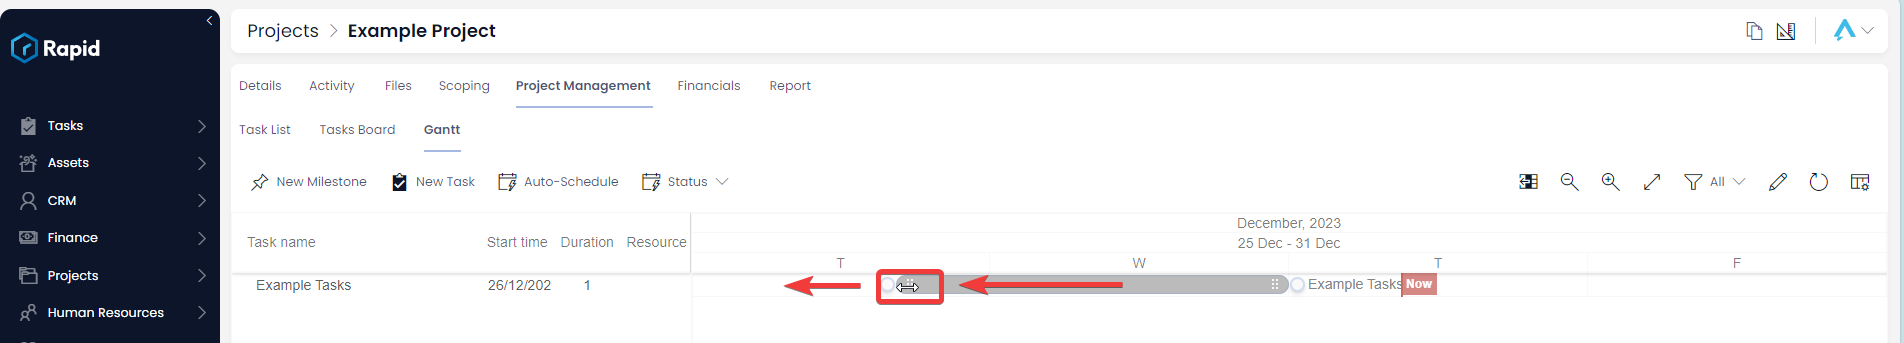 Rapid
Tasks
Assets
CRM
Finance
Projects
Human Resources
Projects > Example Project
Details Activity Files Scoping Project Management Financials Report
Task List Tasks Board Gantt
New Milestone New Task Auto-Schedule Status All
December, 2023
Task name Start time Duration Resource 25 Dec - 31 Dec
T W T F
Example Tasks 26/12/202 1 Example Tasks Now